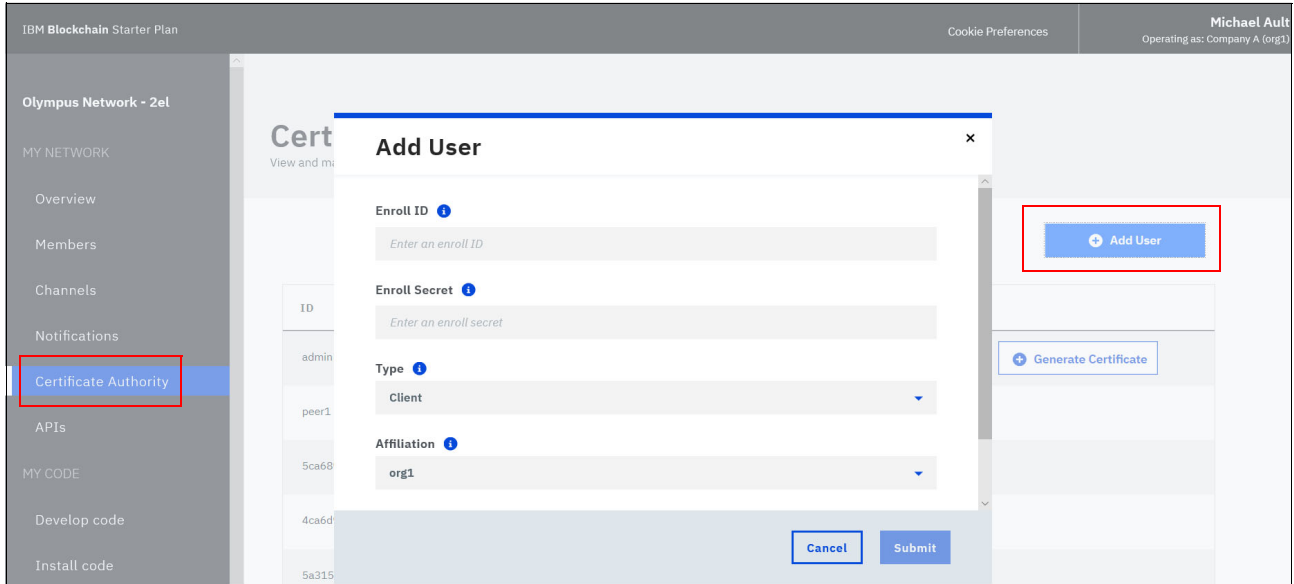 IBM Blockchain Starter Plan
Cookie Preferences
Michael Ault
Operating as: Company A (org1)
Olympus Network - 2el
MY NETWORK
Overview
Members
Channels
Notifications
Certificate Authority
APIs
MY CODE
Develop code
Install code
Cert
View and ma
Add User
×
Enroll ID
Enter an enroll ID
Enroll Secret
Enter an enroll secret
Type
Client
Affiliation
org1
Cancel
Submit
Add User
ID
admin
Generate Certificate
peer1
5ca68
4ca6d
5a315